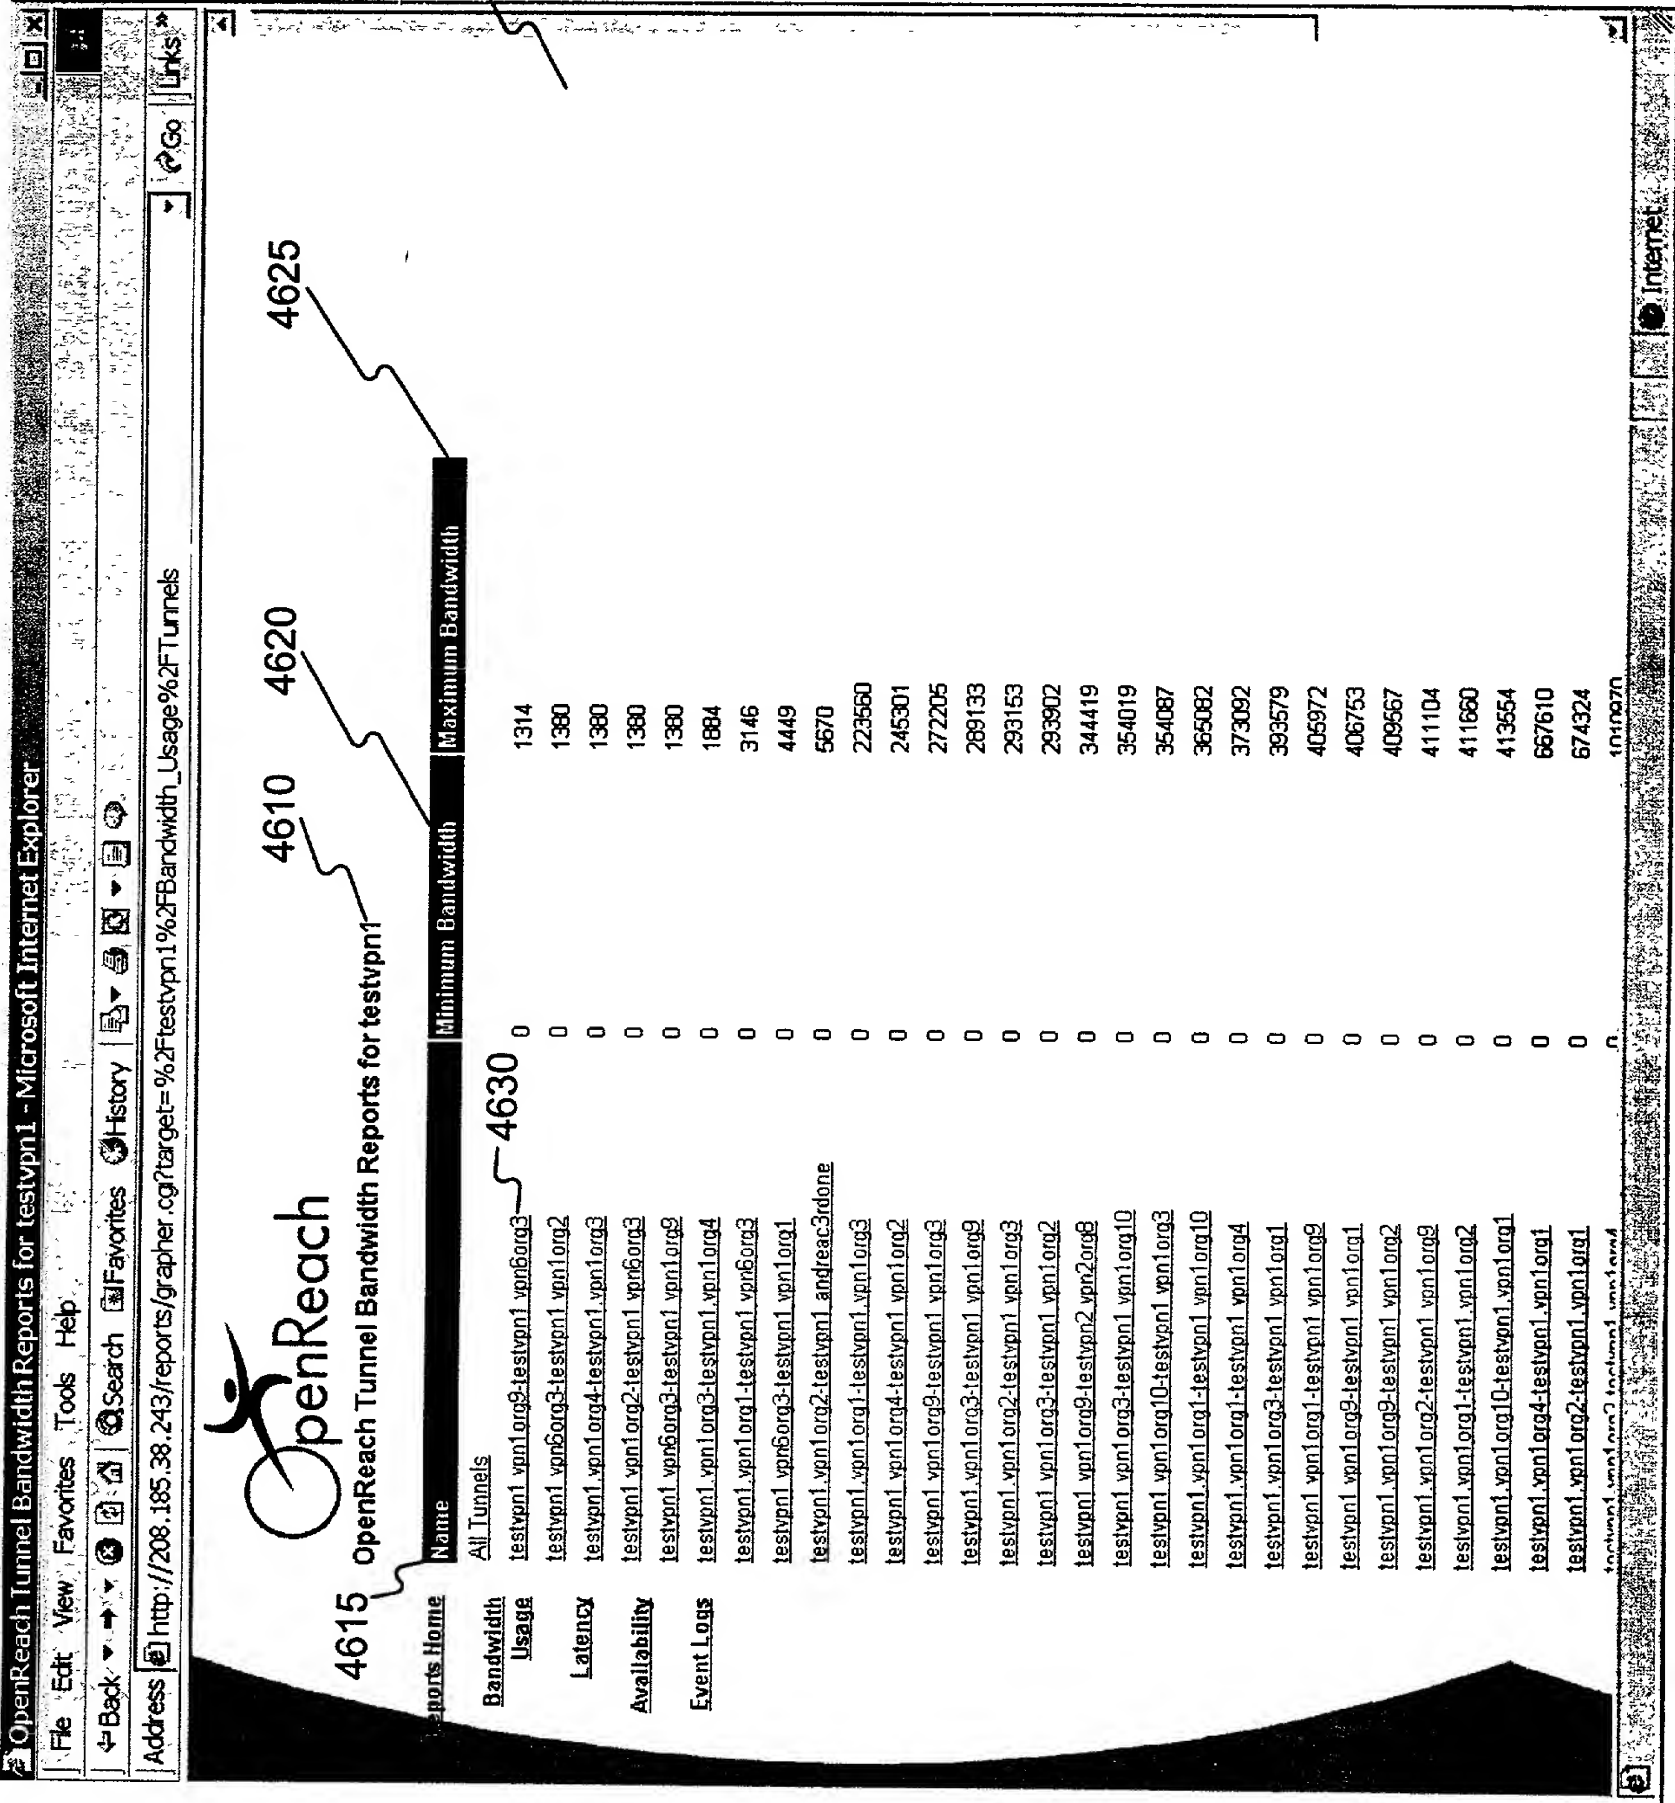 OpenReach Tunnel Bandwidth Reports for testvpn1 - Microsoft Internet Explorer
File Edit View Favorites Tools Help
Back Search Favorites History
Address http://208.185.38.243/reports/grapher.cgi?target=%2Ftestvpn1%2FBandwidth_Usage%2FTunnels Go Links »
OpenReach
4610
4620
4625
4615
OpenReach Tunnel Bandwidth Reports for testvpn1
Reports Home
Bandwidth Usage
Latency
Availability
Event Logs
Name Minimum Bandwidth Maximum Bandwidth
All Tunnels
4630
testvpn1.vpn1org9-testvpn1.vpn6org3 0 1314
testvpn1.vpn6org3-testvpn1.vpn1org2 0 1380
testvpn1.vpn1org4-testvpn1.vpn1org3 0 1380
testvpn1.vpn1org2-testvpn1.vpn6org3 0 1380
testvpn1.vpn6org3-testvpn1.vpn1org9 0 1380
testvpn1.vpn1org3-testvpn1.vpn1org4 0 1884
testvpn1.vpn1org1-testvpn1.vpn6org3 0 3146
testvpn1.vpn6org3-testvpn1.vpn1org1 0 4449
testvpn1.vpn1org2-testvpn1.andreac3rdone 0 5670
testvpn1.vpn1org1-testvpn1.vpn1org3 0 223560
testvpn1.vpn1org4-testvpn1.vpn1org2 0 245301
testvpn1.vpn1org9-testvpn1.vpn1org3 0 272205
testvpn1.vpn1org3-testvpn1.vpn1org9 0 289133
testvpn1.vpn1org2-testvpn1.vpn1org3 0 293153
testvpn1.vpn1org3-testvpn1.vpn1org2 0 293902
testvpn1.vpn1org9-testvpn2.vpn2org8 0 344419
testvpn1.vpn1org3-testvpn1.vpn1org10 0 354019
testvpn1.vpn1org10-testvpn1.vpn1org3 0 354087
testvpn1.vpn1org1-testvpn1.vpn1org10 0 365082
testvpn1.vpn1org1-testvpn1.vpn1org4 0 373092
testvpn1.vpn1org3-testvpn1.vpn1org1 0 393579
testvpn1.vpn1org1-testvpn1.vpn1org9 0 405972
testvpn1.vpn1org9-testvpn1.vpn1org1 0 406753
testvpn1.vpn1org9-testvpn1.vpn1org2 0 409567
testvpn1.vpn1org2-testvpn1.vpn1org9 0 411104
testvpn1.vpn1org1-testvpn1.vpn1org2 0 411660
testvpn1.vpn1org10-testvpn1.vpn1org1 0 413554
testvpn1.vpn1org4-testvpn1.vpn1org1 0 667610
testvpn1.vpn1org2-testvpn1.vpn1org1 0 674324
Internet